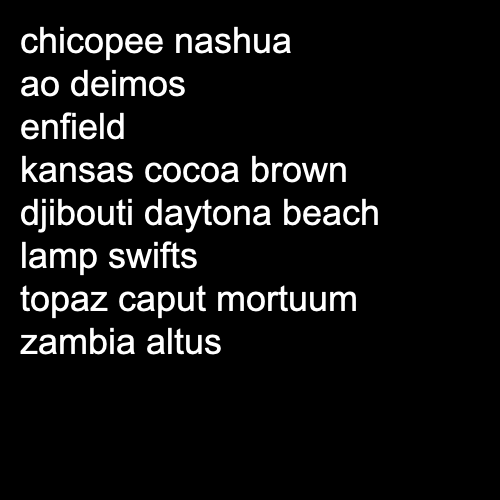 chicopee nashua
ao deimos
enfield
kansas cocoa brown
djibouti daytona beach
lamp swifts
topaz caput mortuum
zambia altus